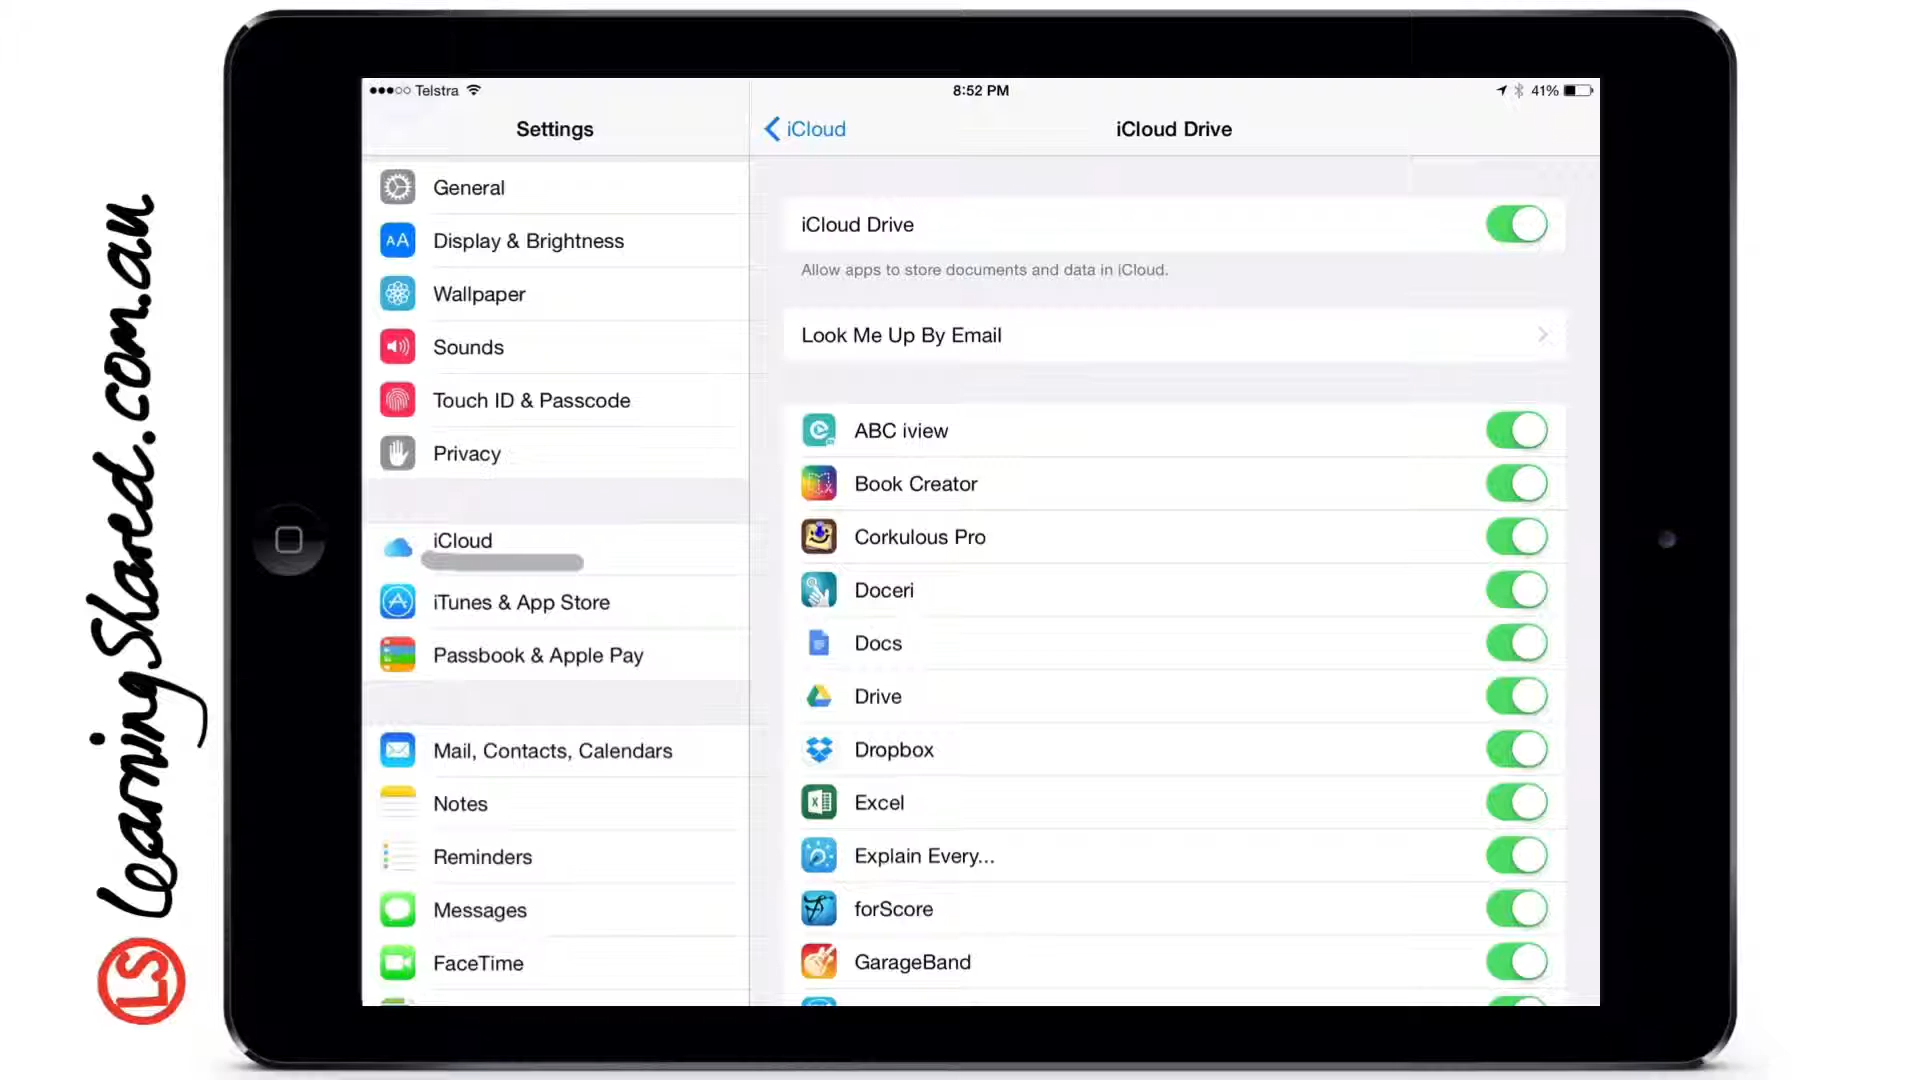 Telstra
8:52 PM
41%
Settings
iCloud
iCloud Drive
General
Display & Brightness
Wallpaper
Sounds
Touch ID & Passcode
Privacy
iCloud
iTunes & App Store
Passbook & Apple Pay
Mail, Contacts, Calendars
Notes
Reminders
Messages
FaceTime
iCloud Drive
Allow apps to store documents and data in iCloud.
Look Me Up By Email
ABC iview
Book Creator
Corkulous Pro
Doceri
Docs
Drive
Dropbox
Excel
Explain Every...
forScore
GarageBand
LearningShared.com.au
LS